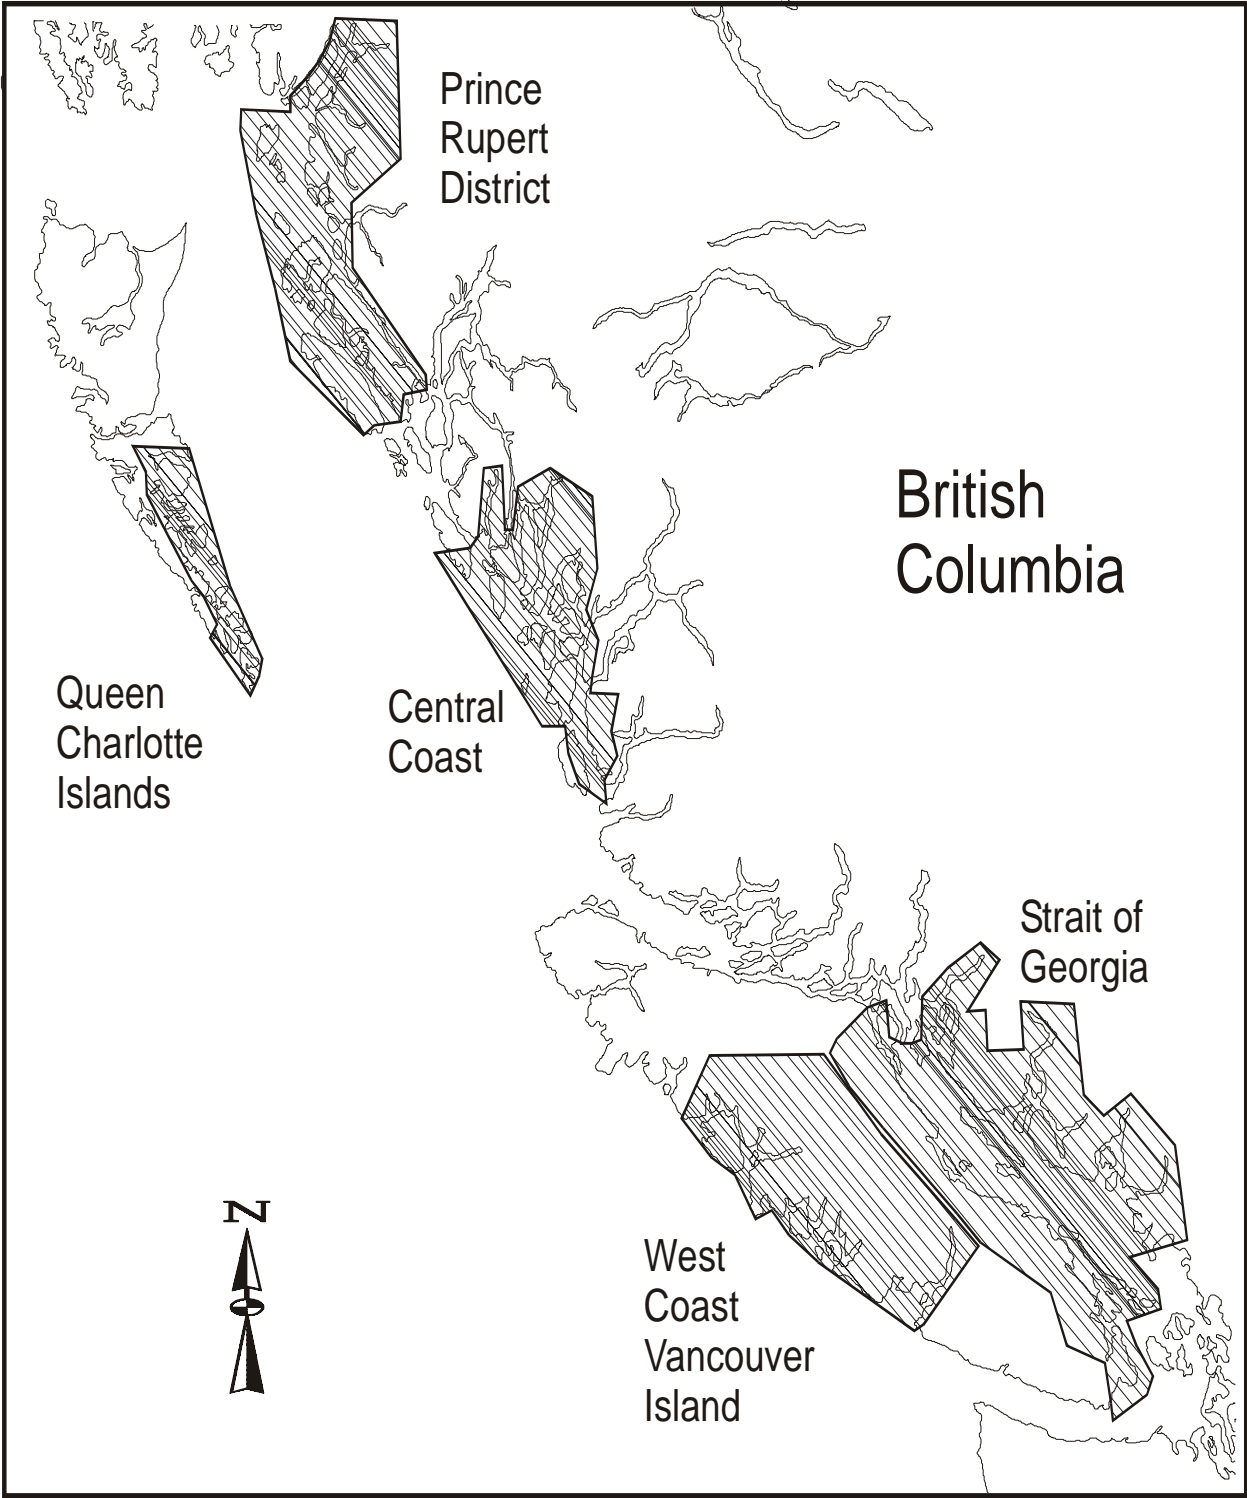 Prince
Rupert
District
British
Columbia
Queen
Charlotte
Islands
Central
Coast
Strait of
Georgia
N
West
Coast
Vancouver
Island